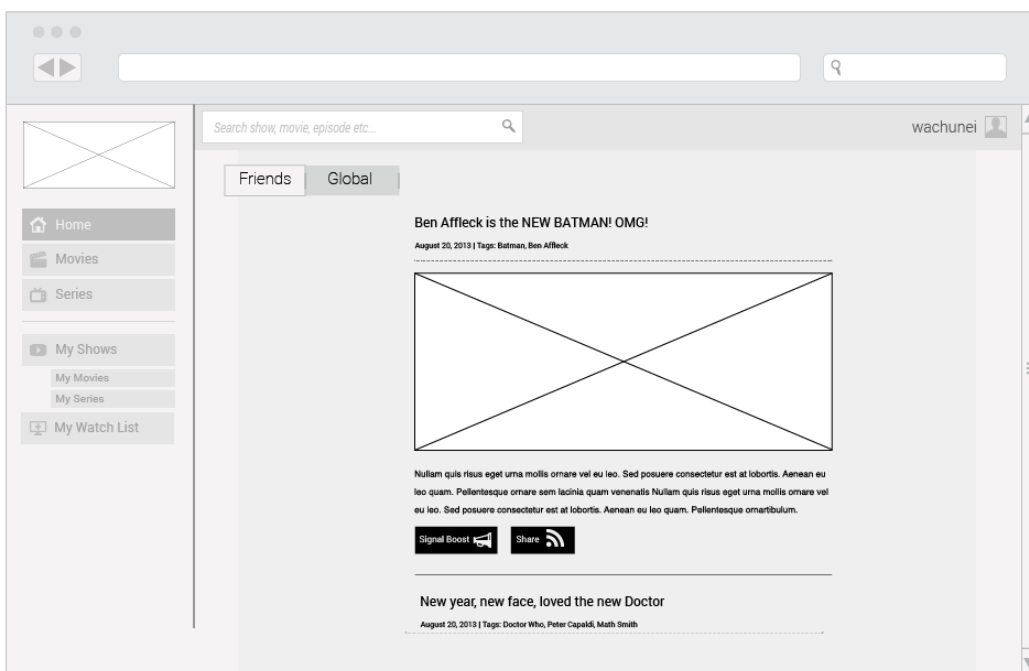 Search show, movie, episode etc...
wachunei
Home
Movies
Series
My Shows
My Movies
My Series
My Watch List
Friends
Global
Ben Affleck is the NEW BATMAN! OMG!
August 20, 2013 | Tags: Batman, Ben Affleck
Nullam quis risus eget urna mollis ornare vel eu leo. Sed posuere consectetur est at lobortis. Aenean eu
leo quam. Pellentesque ornare sem lacinia quam venenatis Nullam quis risus eget urna mollis ornare vel
eu leo. Sed posuere consectetur est at lobortis. Aenean eu leo quam. Pellentesque ornartibulum.
Signal Boost
Share
New year, new face, loved the new Doctor
August 20, 2013 | Tags: Doctor Who, Peter Capaldi, Math Smith